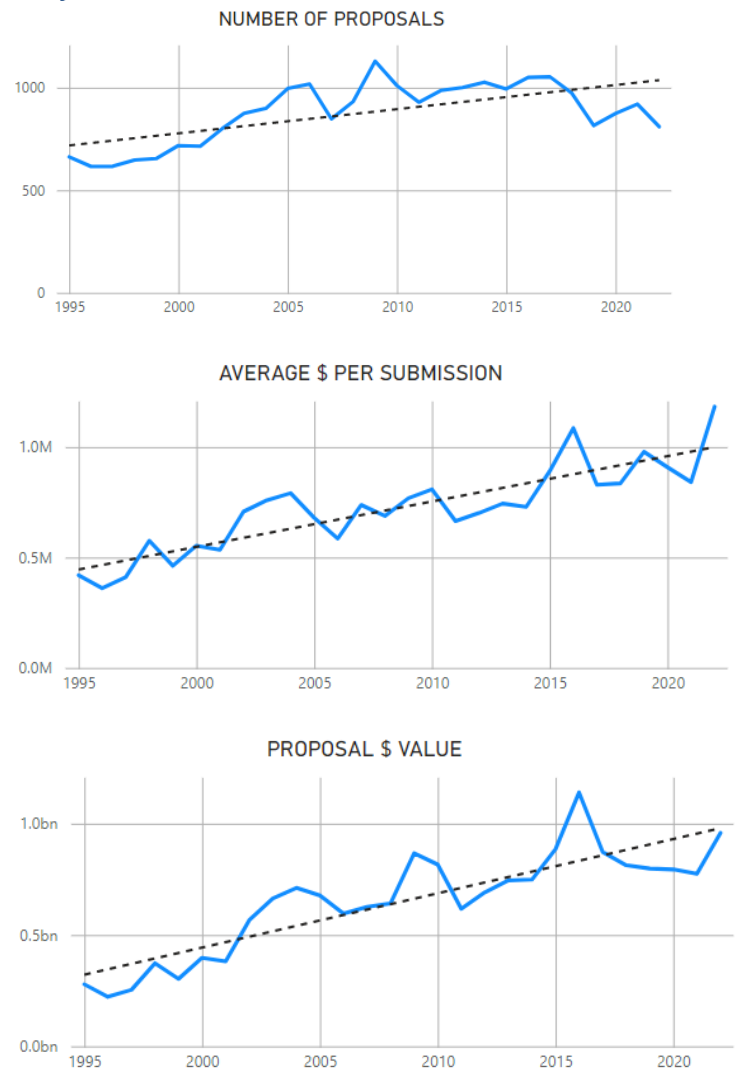 NUMBER OF PROPOSALS
1000
500
0
1995 2000 2005 2010 2015 2020
AVERAGE $ PER SUBMISSION
1.0M
0.5M
0.0M
1995 2000 2005 2010 2015 2020
PROPOSAL $ VALUE
1.0bn
0.5bn
0.0bn
1995 2000 2005 2010 2015 2020